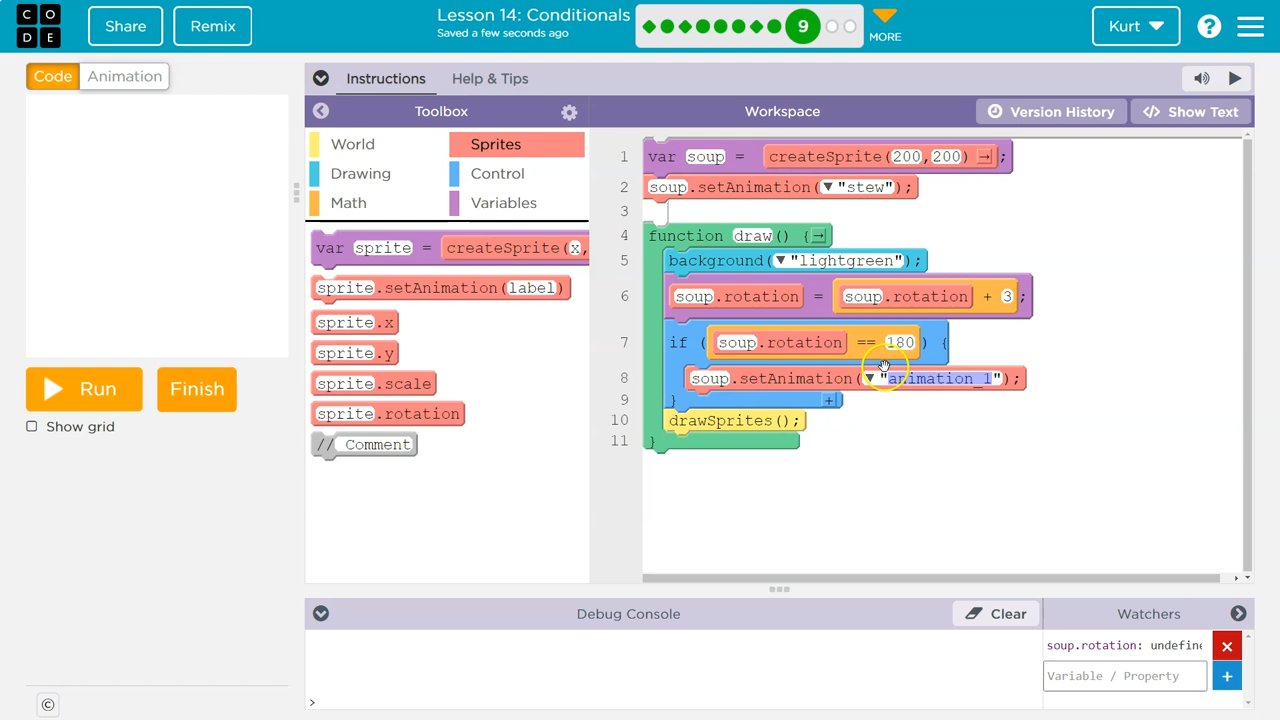 C O
D E
Share
Remix
Lesson 14: Conditionals
Saved a few seconds ago
9
MORE
Kurt
?
Code
Animation
Instructions
Help & Tips
Toolbox
Workspace
Version History
</> Show Text
World
Sprites
Drawing
Control
Math
Variables
var sprite = createSprite(x,
sprite.setAnimation(label)
sprite.x
sprite.y
sprite.scale
sprite.rotation
// Comment
1 var soup = createSprite(200,200) → ;
2 soup.setAnimation(▼"stew");
3
4 function draw() { →
5 background(▼"lightgreen");
6 soup.rotation = soup.rotation + 3;
7 if (soup.rotation == 180) {
8 soup.setAnimation(▼"animation_1");
9 } +
10 drawSprites();
11 }
Run
Finish
Show grid
Debug Console
Clear
Watchers
soup.rotation: undefine
Variable / Property
>
©